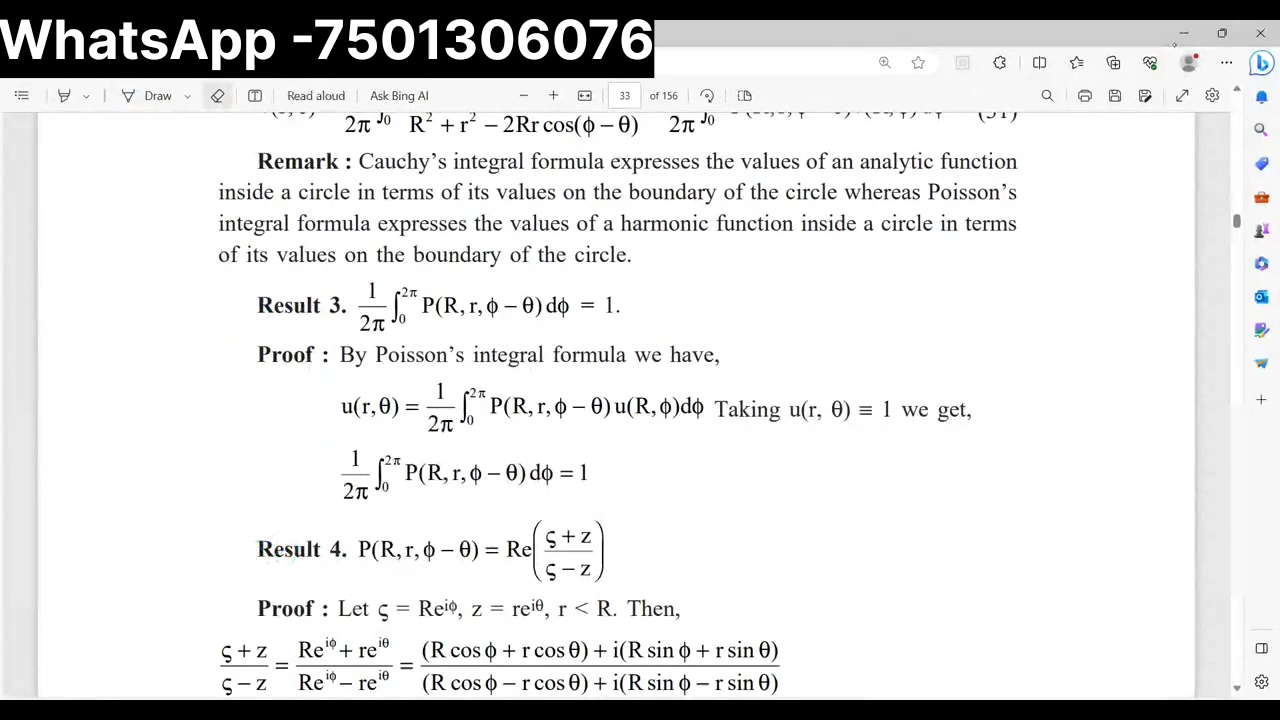 WhatsApp -7501306076
Draw Read aloud Ask Bing AI 33 of 156
2π ∫0 R² + r² − 2Rr cos(ϕ − θ) 2π ∫0
Remark : Cauchy's integral formula expresses the values of an analytic function
inside a circle in terms of its values on the boundary of the circle whereas Poisson's
integral formula expresses the values of a harmonic function inside a circle in terms
of its values on the boundary of the circle.
Result 3. 1/2π ∫₀^2π P(R, r, ϕ − θ) dϕ = 1.
Proof : By Poisson's integral formula we have,
u(r, θ) = 1/2π ∫₀^2π P(R, r, ϕ − θ) u(R, ϕ)dϕ Taking u(r, θ) ≡ 1 we get,
1/2π ∫₀^2π P(R, r, ϕ − θ) dϕ = 1
Result 4. P(R, r, ϕ − θ) = Re((ς + z)/(ς − z))
Proof : Let ς = Re^iϕ, z = re^iθ, r < R. Then,
(ς + z)/(ς − z) = (Re^iϕ + re^iθ)/(Re^iϕ − re^iθ) = ((R cos ϕ + r cos θ) + i(R sin ϕ + r sin θ))/((R cos ϕ − r cos θ) + i(R sin ϕ − r sin θ))